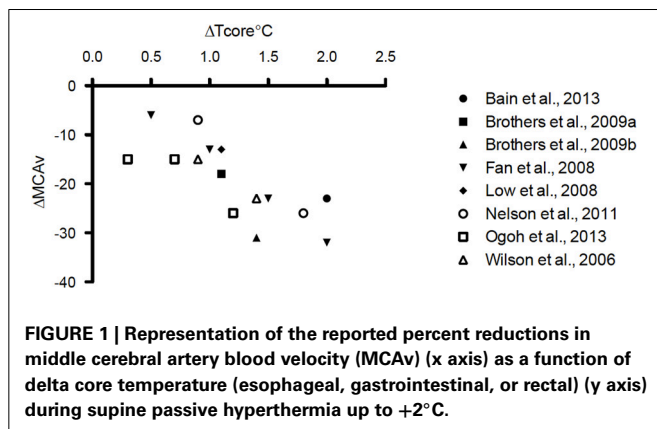 ΔTcore°C
0.0 0.5 1.0 1.5 2.0 2.5
0
-10
-20
-30
-40
ΔMCAv
Bain et al., 2013
Brothers et al., 2009a
Brothers et al., 2009b
Fan et al., 2008
Low et al., 2008
Nelson et al., 2011
Ogoh et al., 2013
Wilson et al., 2006
FIGURE 1 | Representation of the reported percent reductions in
middle cerebral artery blood velocity (MCAv) (x axis) as a function of
delta core temperature (esophageal, gastrointestinal, or rectal) (y axis)
during supine passive hyperthermia up to +2°C.